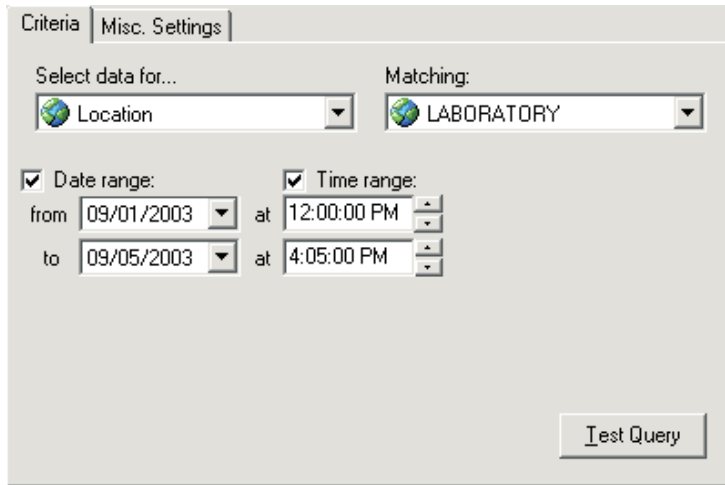 Criteria Misc. Settings
Select data for... Matching:
Location LABORATORY
Date range: Time range:
from 09/01/2003 at 12:00:00 PM
to 09/05/2003 at 4:05:00 PM
Test Query